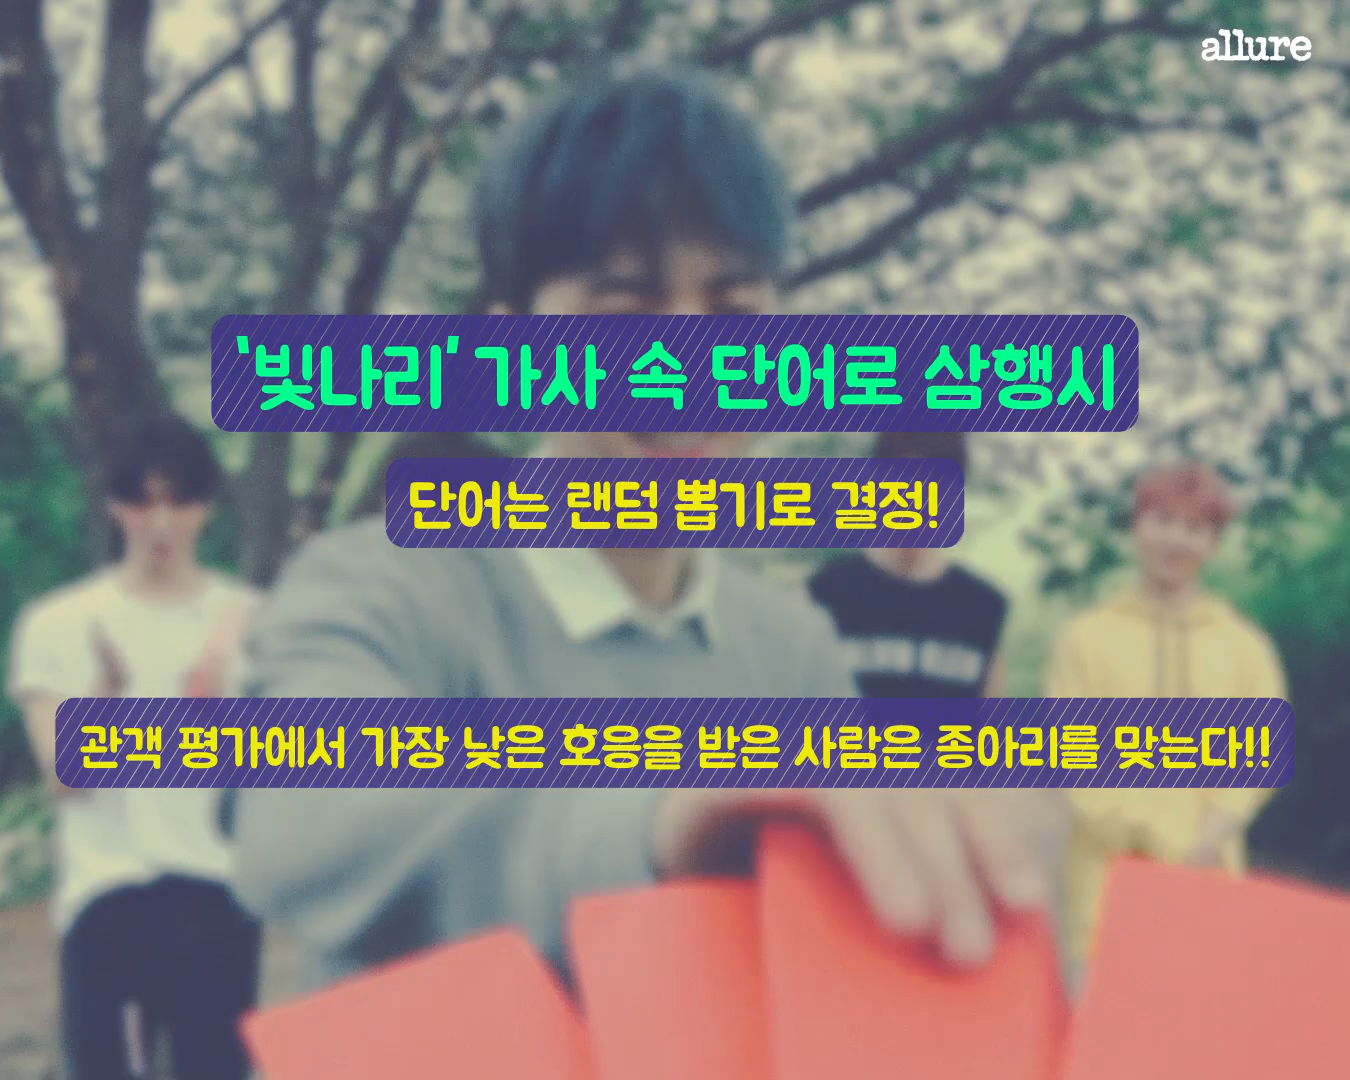 allure
‘빛나리’ 가사 속 단어로 삼행시
단어는 랜덤 뽑기로 결정!
관객 평가에서 가장 낮은 호응을 받은 사람은 종아리를 맞는다!!